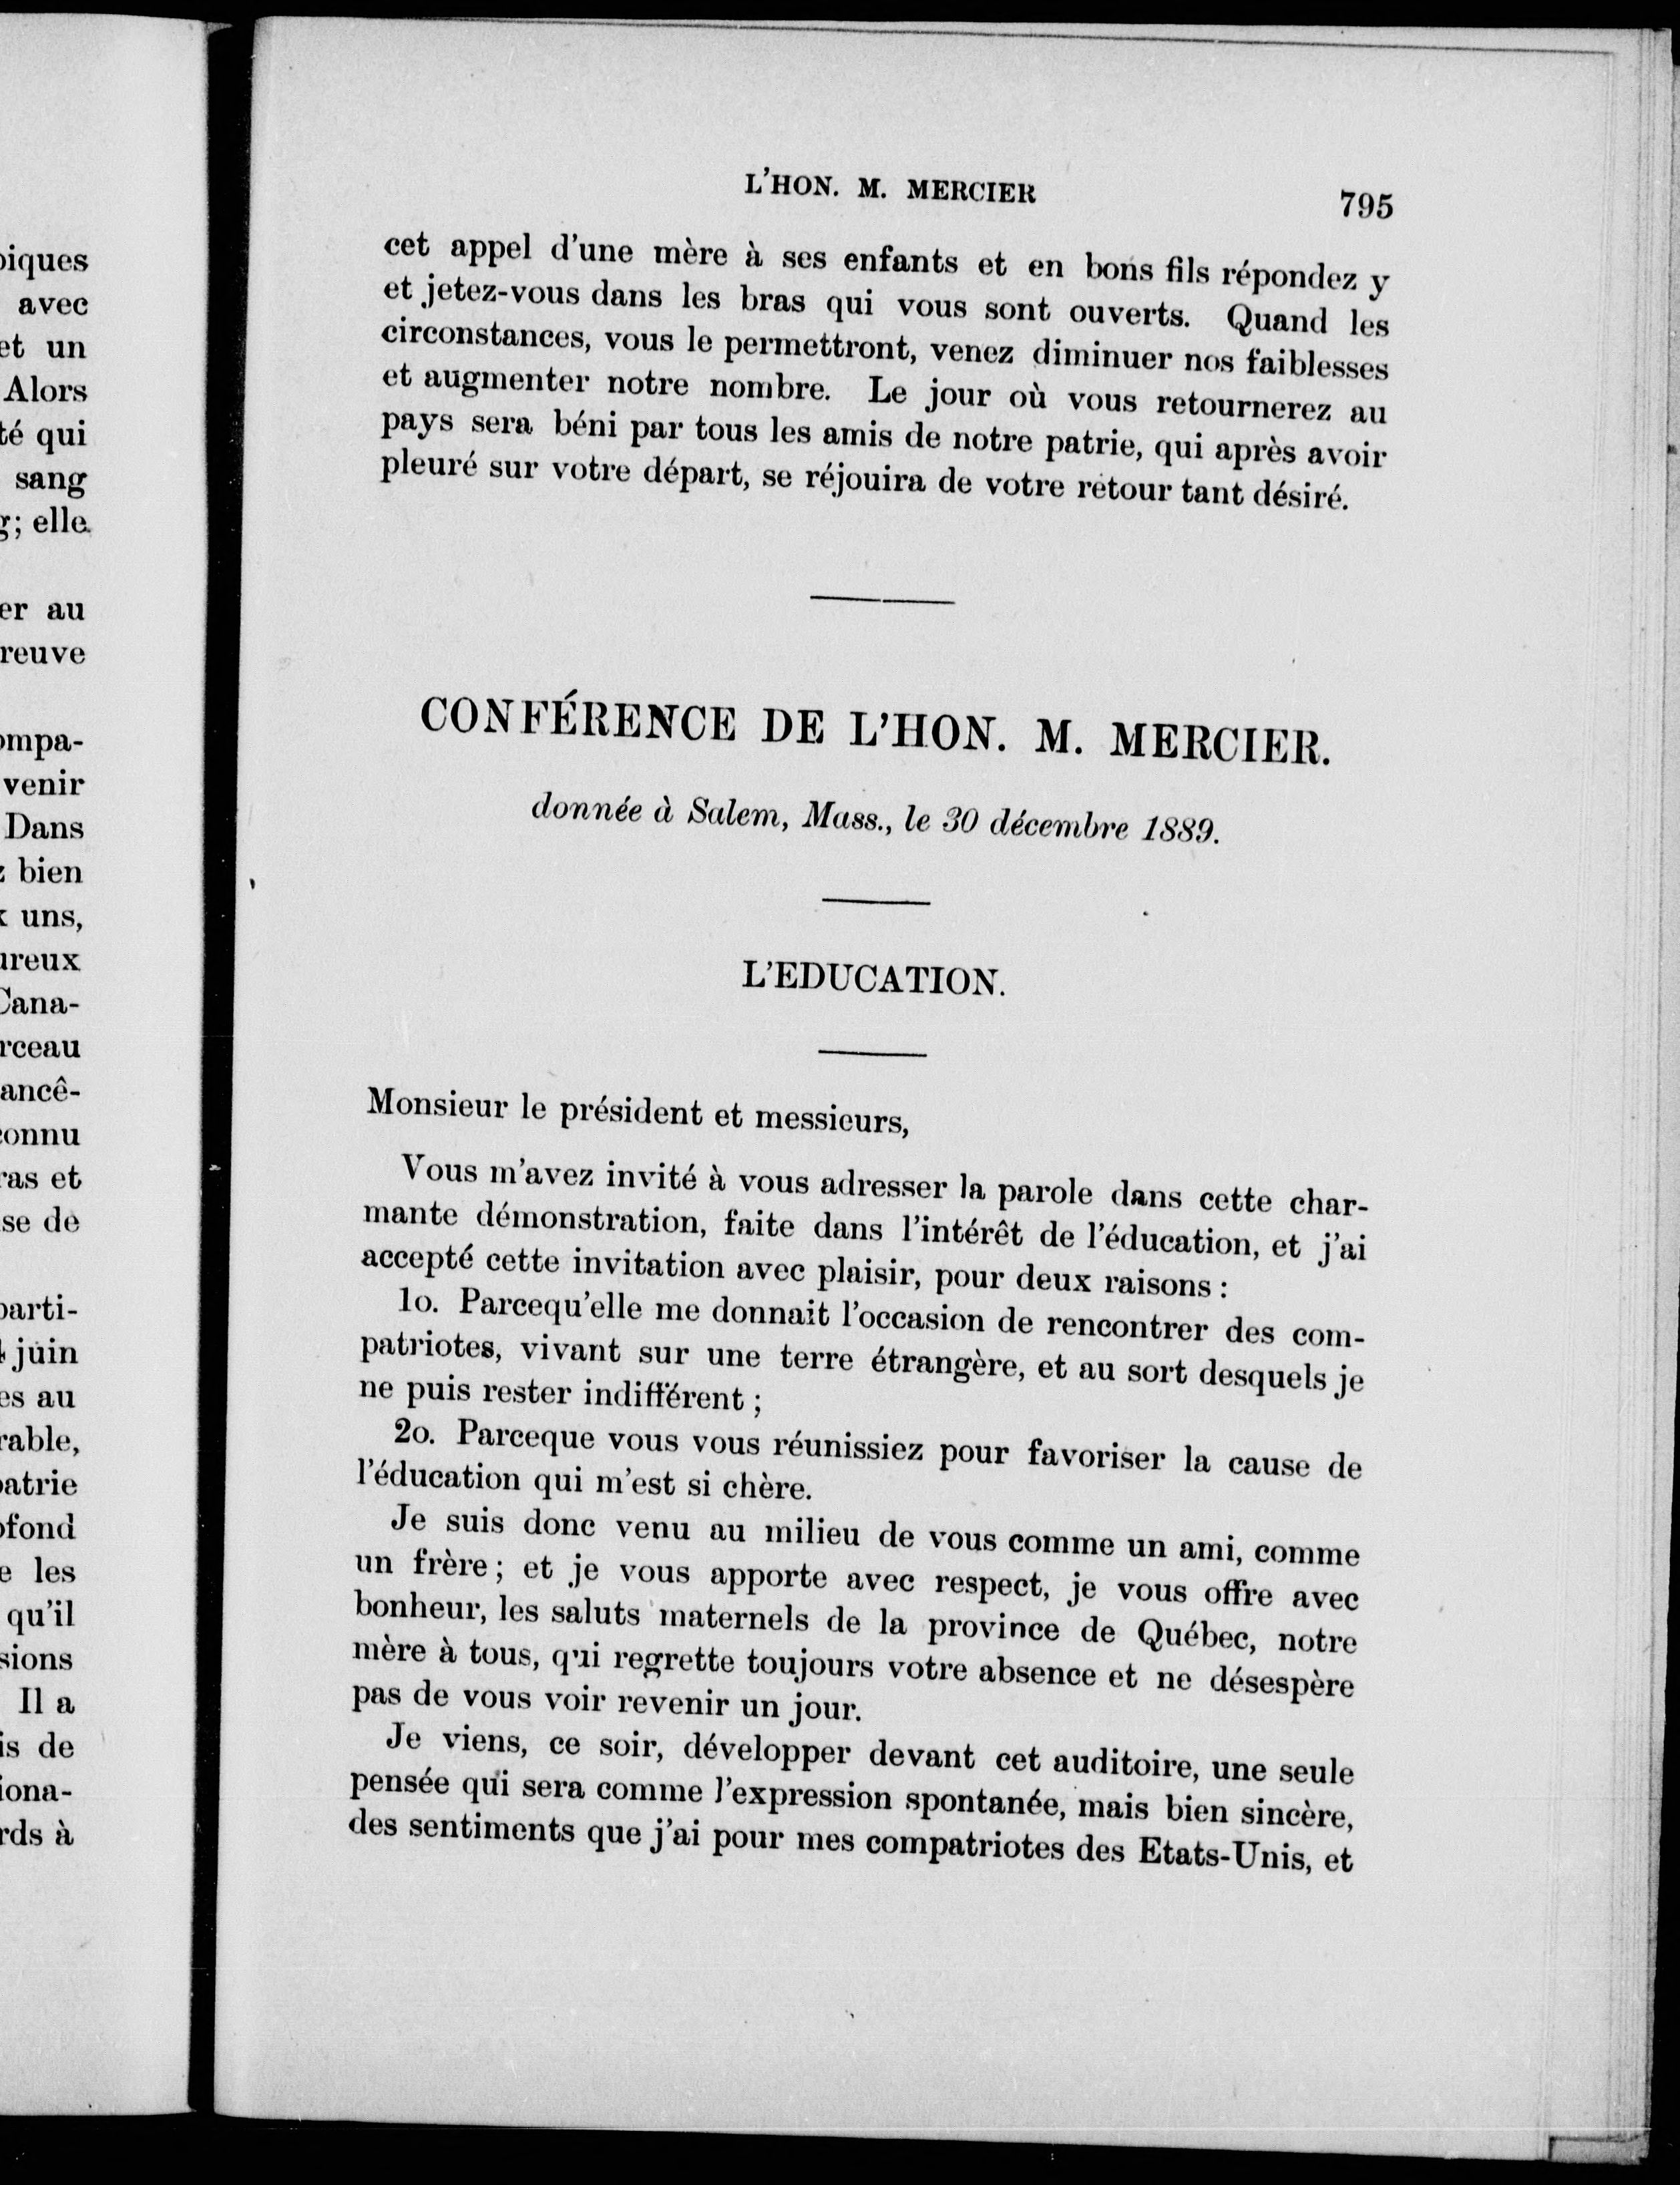 L'HON. M. MERCIER 795
cet appel d'une mère à ses enfants et en bons fils répondez y
et jetez-vous dans les bras qui vous sont ouverts. Quand les
circonstances, vous le permettront, venez diminuer nos faiblesses
et augmenter notre nombre. Le jour où vous retournerez au
pays sera béni par tous les amis de notre patrie, qui après avoir
pleuré sur votre départ, se réjouira de votre retour tant désiré.
CONFÉRENCE DE L'HON. M. MERCIER.
donnée à Salem, Mass., le 30 décembre 1889.
L'EDUCATION.
Monsieur le président et messieurs,
Vous m'avez invité à vous adresser la parole dans cette char-
mante démonstration, faite dans l'intérêt de l'éducation, et j'ai
accepté cette invitation avec plaisir, pour deux raisons :
1o. Parcequ'elle me donnait l'occasion de rencontrer des com-
patriotes, vivant sur une terre étrangère, et au sort desquels je
ne puis rester indifférent ;
2o. Parceque vous vous réunissiez pour favoriser la cause de
l'éducation qui m'est si chère.
Je suis donc venu au milieu de vous comme un ami, comme
un frère ; et je vous apporte avec respect, je vous offre avec
bonheur, les saluts maternels de la province de Québec, notre
mère à tous, qui regrette toujours votre absence et ne désespère
pas de vous voir revenir un jour.
Je viens, ce soir, développer devant cet auditoire, une seule
pensée qui sera comme l'expression spontanée, mais bien sincère,
des sentiments que j'ai pour mes compatriotes des Etats-Unis, et